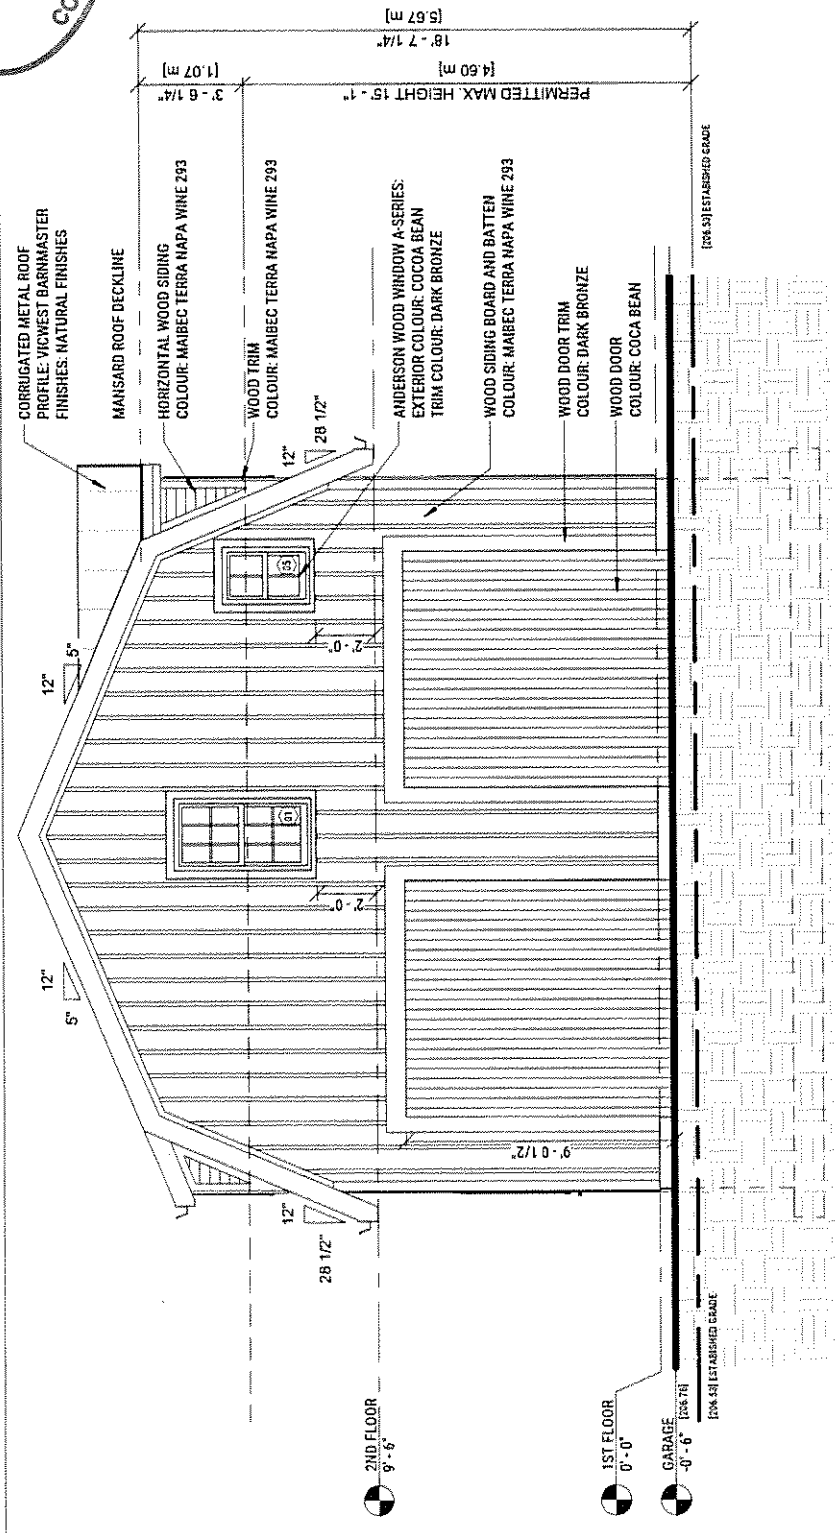 CO
CORRUGATED METAL ROOF
PROFILE: VICWEST BARNMASTER
FINISHES: NATURAL FINISHES
MANSARD ROOF DECKLINE
HORIZONTAL WOOD SIDING
COLOUR: MAIBEC TERRA NAPA WINE 293
WOOD TRIM
COLOUR: MAIBEC TERRA NAPA WINE 293
ANDERSON WOOD WINDOW A-SERIES:
EXTERIOR COLOUR: COCOA BEAN
TRIM COLOUR: DARK BRONZE
WOOD SIDING BOARD AND BATTEN
COLOUR: MAIBEC TERRA NAPA WINE 293
WOOD DOOR TRIM
COLOUR: DARK BRONZE
WOOD DOOR
COLOUR: COCA BEAN
18' - 7 1/4"
[5.67 m]
3' - 6 1/4"
[1.07 m]
PERMITTED MAX. HEIGHT 15' - 1"
[4.60 m]
[206.53] ESTABISHED GRADE
12"
5"
12"
5"
12"
28 1/2"
12"
28 1/2"
01
05
2' - 0"
2' - 0"
9' - 0 1/2"
2ND FLOOR
9' - 6"
1ST FLOOR
0' - 0"
GARAGE
-0' - 6"
[206.76]
[206.53] ESTABISHED GRADE